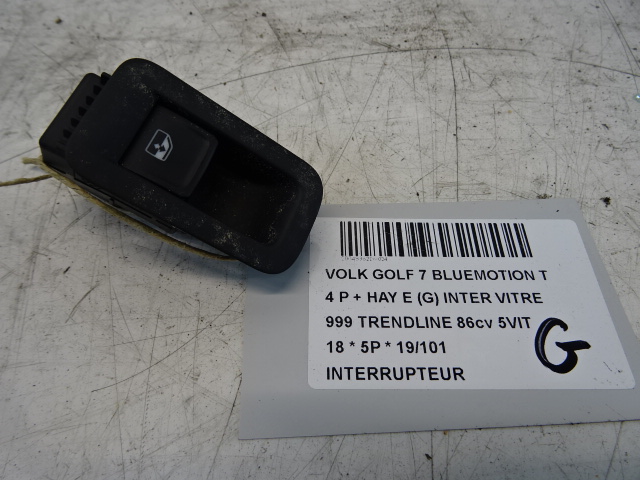 VOLK GOLF 7 BLUEMOTION T
4 P + HAY E (G) INTER VITRE
999 TRENDLINE 86cv 5VIT
18 * 5P * 19/101
INTERRUPTEUR
G